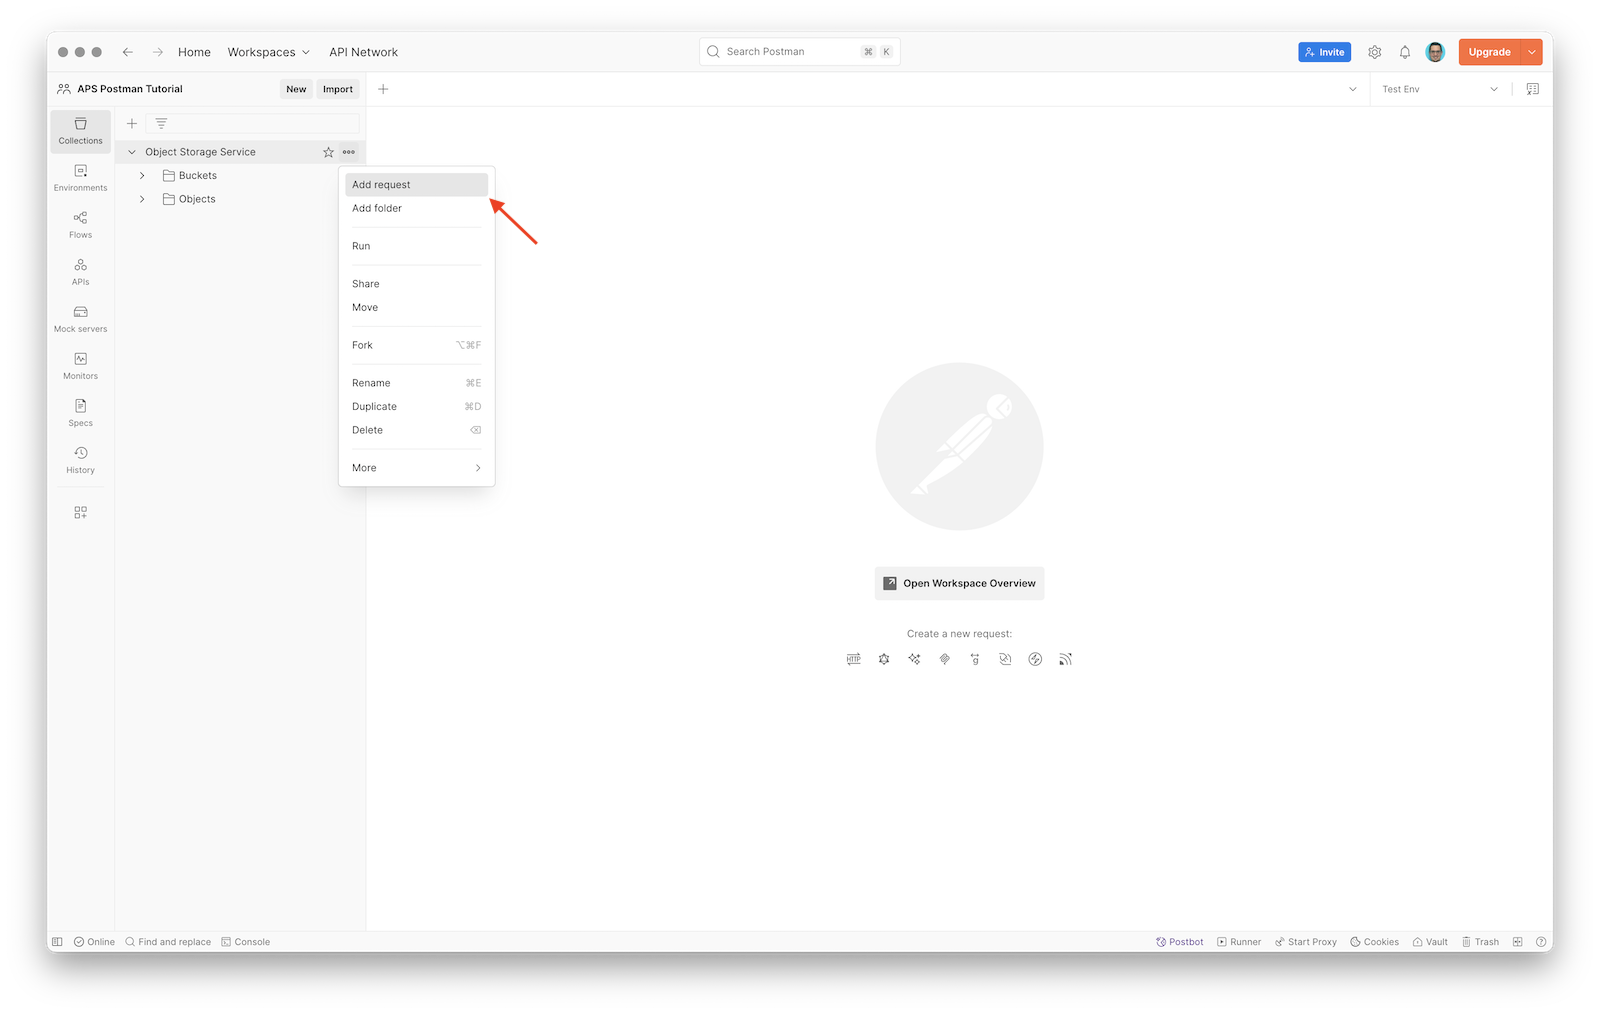 Home Workspaces API Network Search Postman ⌘ K Invite Upgrade
APS Postman Tutorial New Import Test Env
Collections
Object Storage Service
Buckets
Objects
Environments
Flows
APIs
Mock servers
Monitors
Specs
History
Add request
Add folder
Run
Share
Move
Fork ⌥⌘F
Rename ⌘E
Duplicate ⌘D
Delete ⌫
More
Open Workspace Overview
Create a new request:
HTTP
g
Online Find and replace Console Postbot Runner Start Proxy Cookies Vault Trash